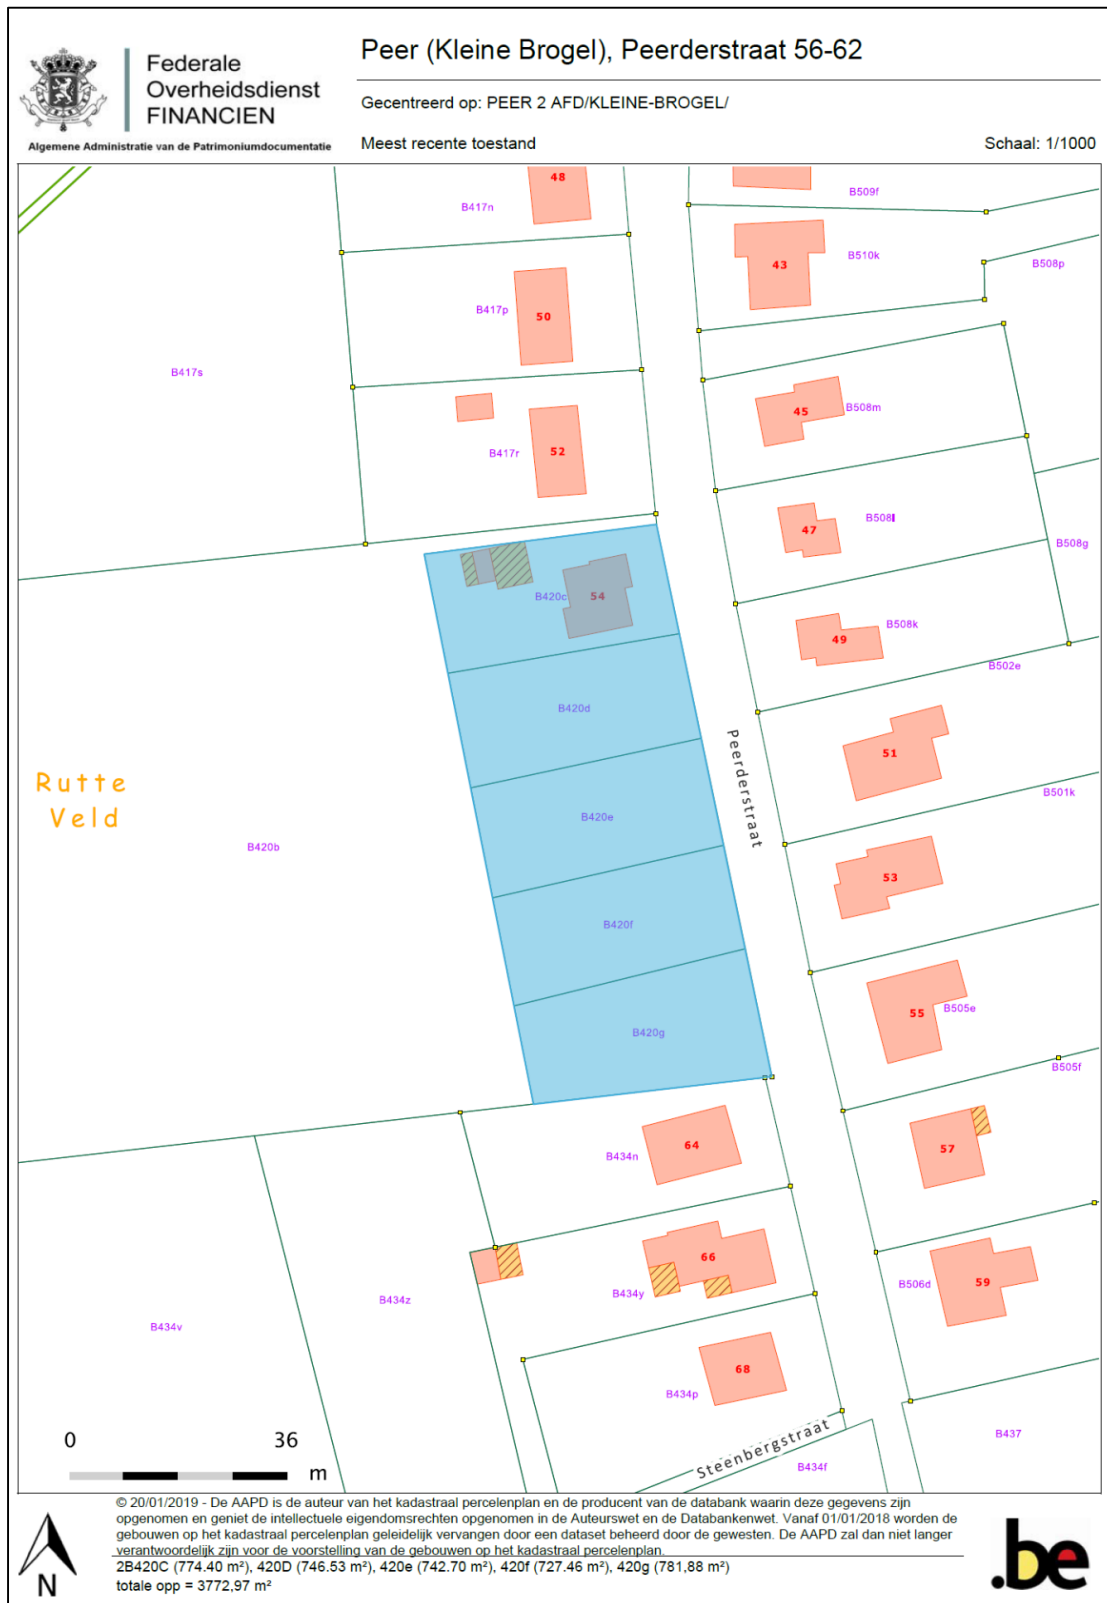 Peer (Kleine Brogel), Peerderstraat 56-62
Federale
Overheidsdienst
FINANCIEN
Algemene Administratie van de Patrimoniumdocumentatie
Gecentreerd op: PEER 2 AFD/KLEINE-BROGEL/
Meest recente toestand
Schaal: 1/1000
48
B417n
B509f
43
B510k
B508p
B417p
50
B417s
45
B508m
B417r
52
47
B508l
B508g
B420c
54
49
B508k
B502e
B420d
Peerderstraat
51
Rutte
Veld
B501k
B420e
B420b
53
B420f
55
B505e
B420g
B505f
B434n
64
57
66
B434z
B434y
B506d
59
B434v
68
B434p
Steenbergstraat
B437
B434f
0 36
m
© 20/01/2019 - De AAPD is de auteur van het kadastraal percelenplan en de producent van de databank waarin deze gegevens zijn
opgenomen en geniet de intellectuele eigendomsrechten opgenomen in de Auteurswet en de Databankenwet. Vanaf 01/01/2018 worden de
gebouwen op het kadastraal percelenplan geleidelijk vervangen door een dataset beheerd door de gewesten. De AAPD zal dan niet langer
verantwoordelijk zijn voor de voorstelling van de gebouwen op het kadastraal percelenplan.
2B420C (774.40 m²), 420D (746.53 m²), 420e (742.70 m²), 420f (727.46 m²), 420g (781,88 m²)
totale opp = 3772,97 m²
N
.be